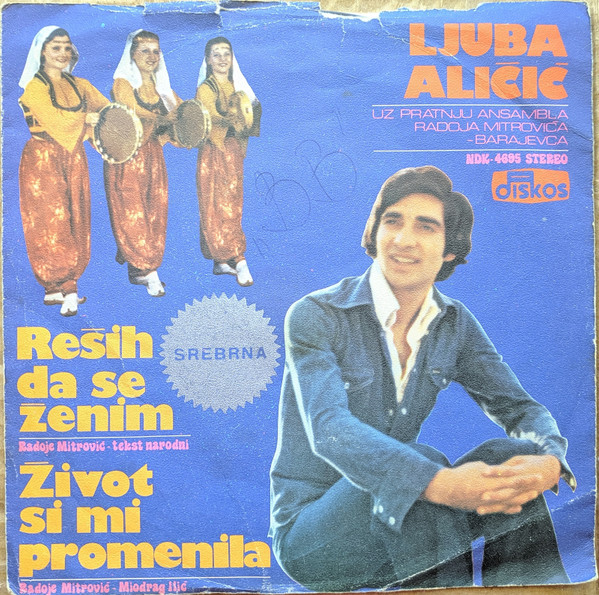 LJUBA
ALIČIĆ
UZ PRATNJU ANSAMBLA
RADOJA MITROVIĆA
-BARAJEVCA
NDK-4695 STEREO
diskos
Reših
da se
ženim
SREBRNA
Radoje Mitrović - tekst narodni
Život
si mi
promenila
Radoje Mitrović - Miodrag Ilić